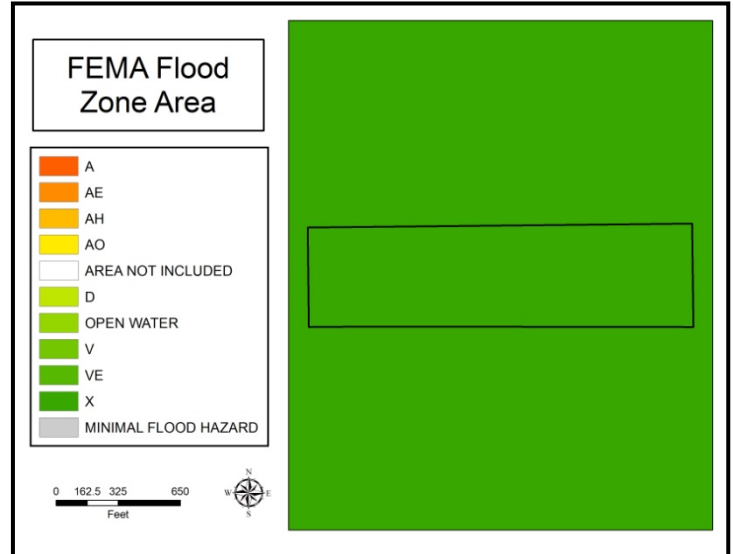 FEMA Flood
Zone Area
A
AE
AH
AO
AREA NOT INCLUDED
D
OPEN WATER
V
VE
X
MINIMAL FLOOD HAZARD
0 162.5 325 650
Feet
N
W E
S